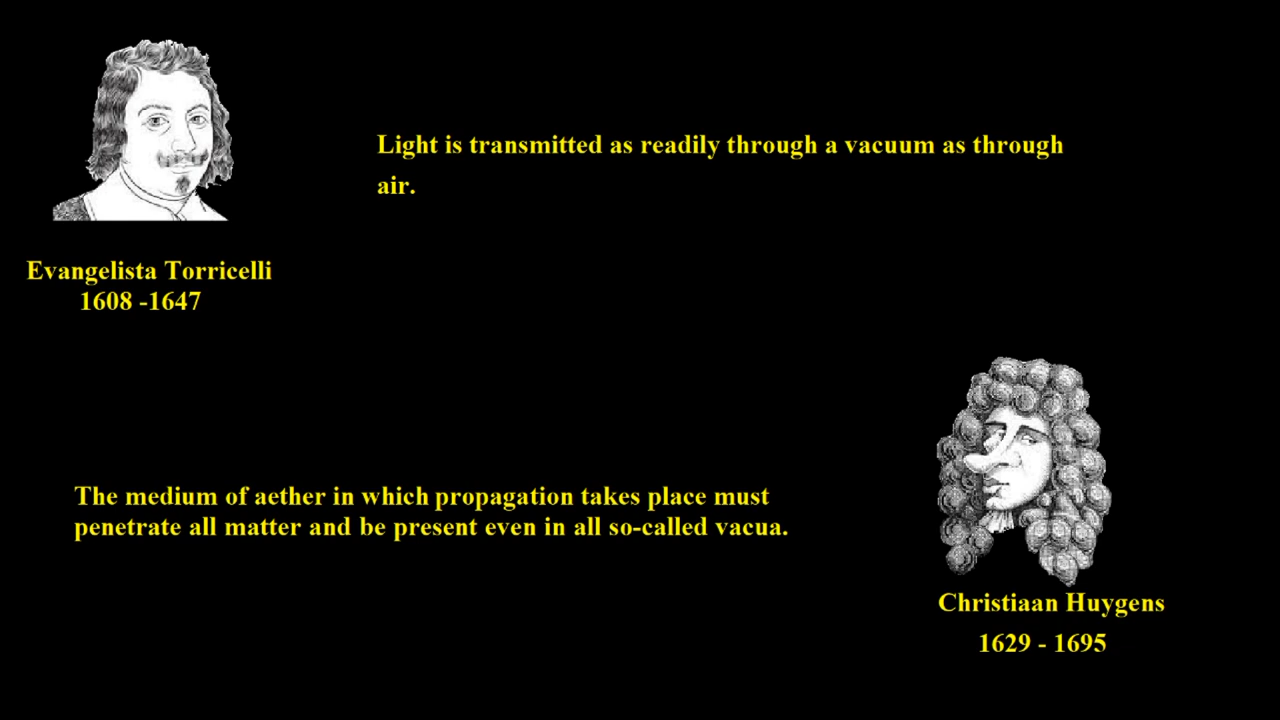 Light is transmitted as readily through a vacuum as through
air.
Evangelista Torricelli
1608 -1647
The medium of aether in which propagation takes place must
penetrate all matter and be present even in all so-called vacua.
Christiaan Huygens
1629 - 1695